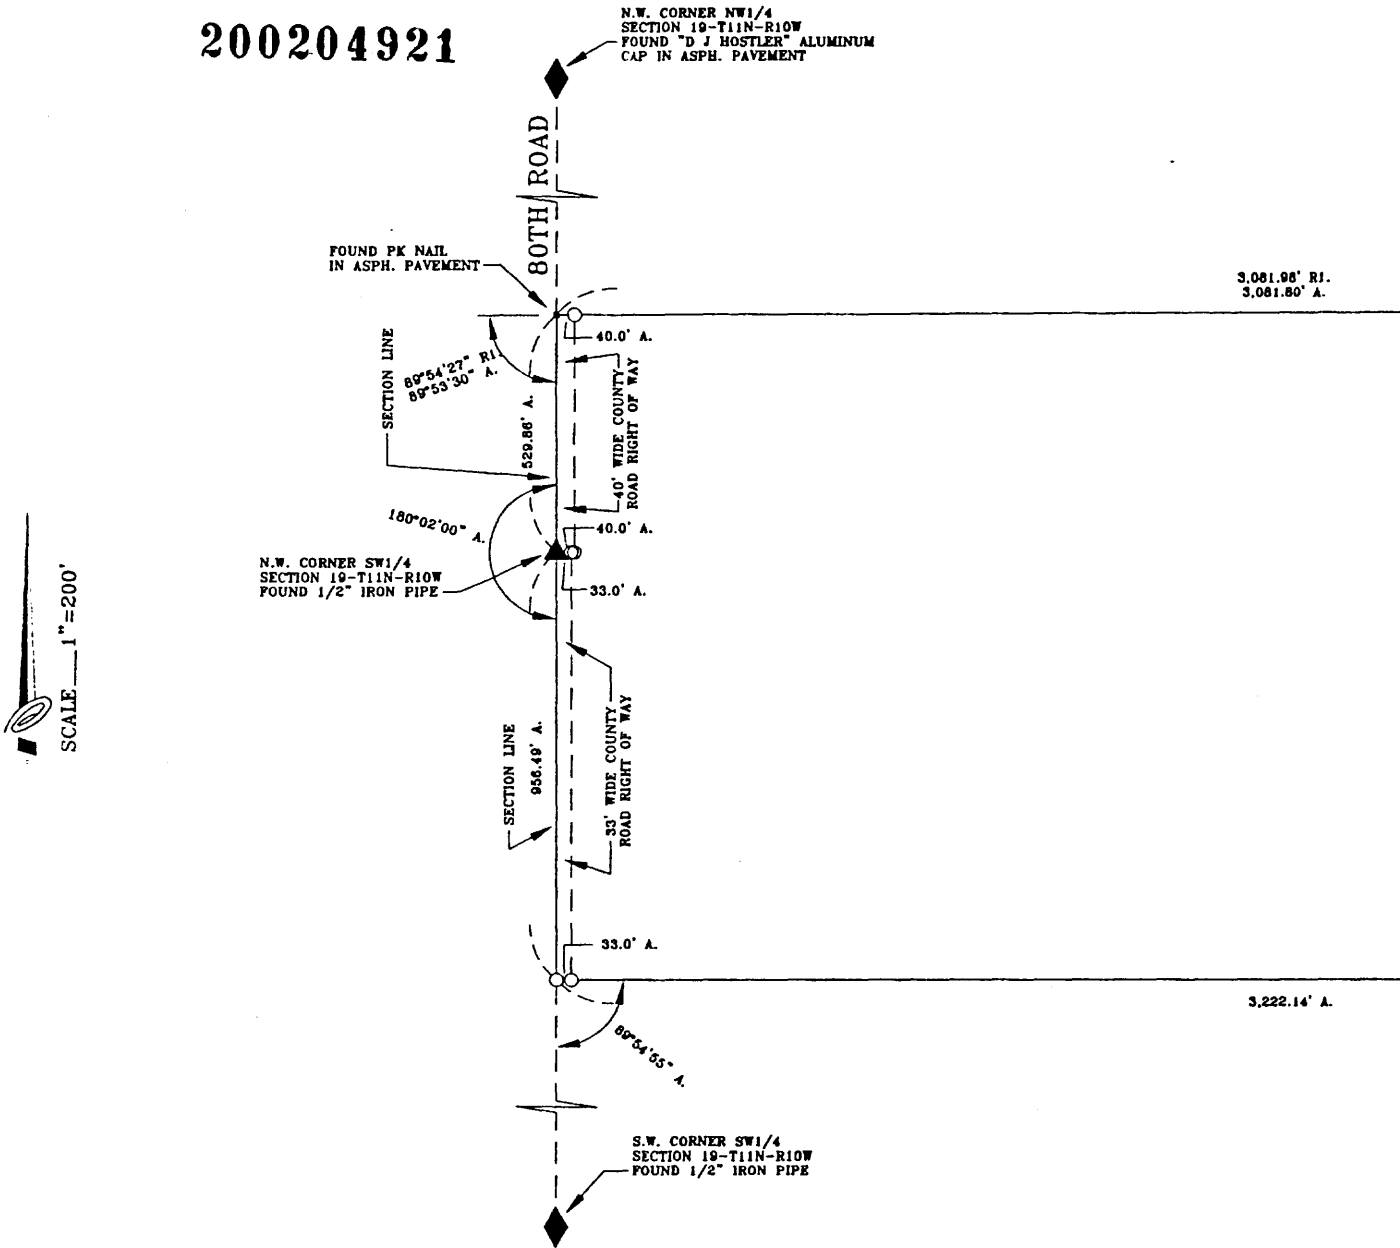 200204921
N.W. CORNER NW1/4
SECTION 19-T11N-R10W
FOUND "D J HOSTLER" ALUMINUM
CAP IN ASPH. PAVEMENT
80TH ROAD
FOUND PK NAIL
IN ASPH. PAVEMENT
3,081.98' R1.
3,081.80' A.
40.0' A.
SECTION LINE
89°54'27" R1.
89°53'30" A.
529.86' A.
40' WIDE COUNTY
ROAD RIGHT OF WAY
180°02'00" A.
40.0' A.
N.W. CORNER SW1/4
SECTION 19-T11N-R10W
FOUND 1/2" IRON PIPE
33.0' A.
SCALE 1"=200'
SECTION LINE
956.49' A.
33' WIDE COUNTY
ROAD RIGHT OF WAY
33.0' A.
3,222.14' A.
89°54'55" A.
S.W. CORNER SW1/4
SECTION 19-T11N-R10W
FOUND 1/2" IRON PIPE